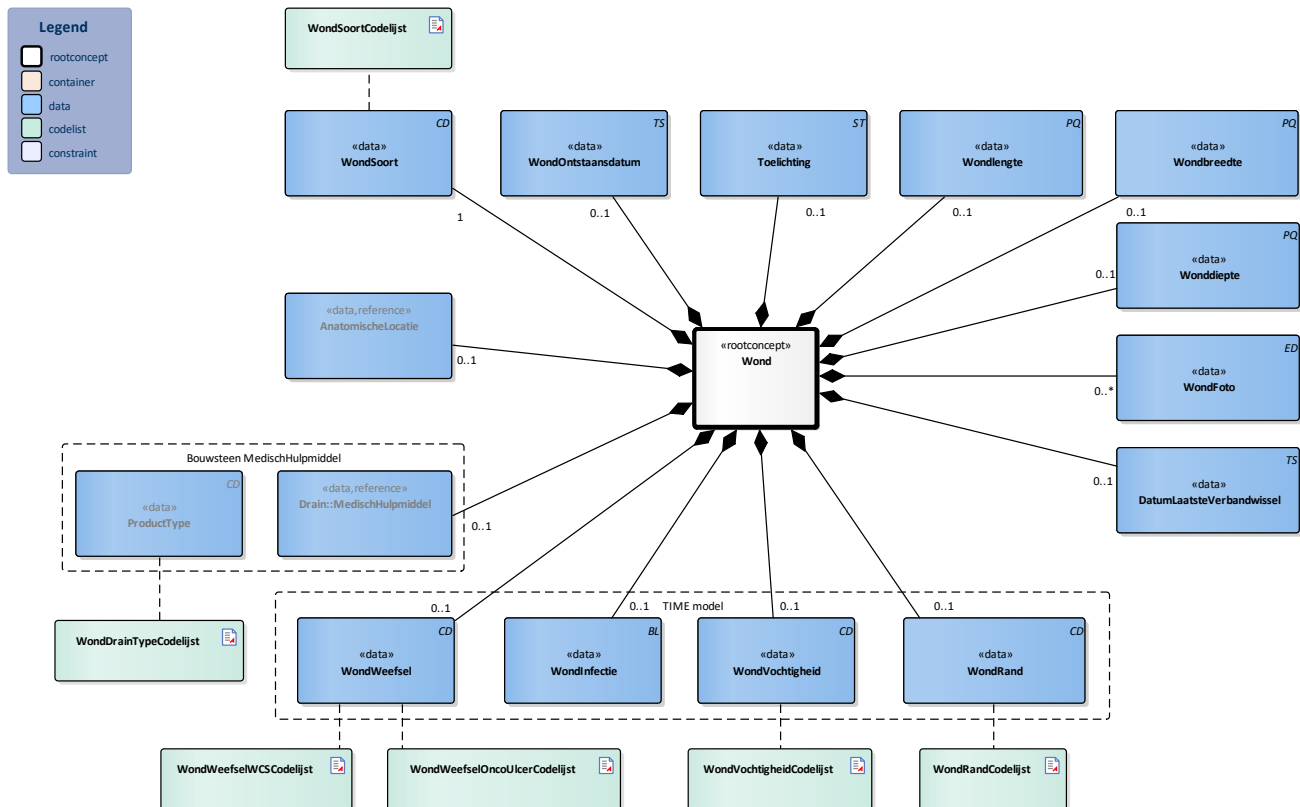 Legend
rootconcept
container
data
codelist
constraint
WondSoortCodelijst
CD
«data»
WondSoort
1
TS
«data»
WondOntstaansdatum
0..1
ST
«data»
Toelichting
0..1
PQ
«data»
Wondlengte
0..1
PQ
«data»
Wondbreedte
0..1
PQ
«data»
Wonddiepte
0..1
«data,reference»
AnatomischeLocatie
0..1
«rootconcept»
Wond
ED
«data»
WondFoto
0..*
TS
«data»
DatumLaatsteVerbandwissel
0..1
Bouwsteen MedischHulpmiddel
CD
«data»
ProductType
«data,reference»
Drain::MedischHulpmiddel
0..1
WondDrainTypeCodelijst
TIME model
0..1
CD
«data»
WondWeefsel
0..1
BL
«data»
WondInfectie
0..1
CD
«data»
WondVochtigheid
0..1
CD
«data»
WondRand
WondWeefselWCSCodelijst
WondWeefselOncoUlcerCodelijst
WondVochtigheidCodelijst
WondRandCodelijst